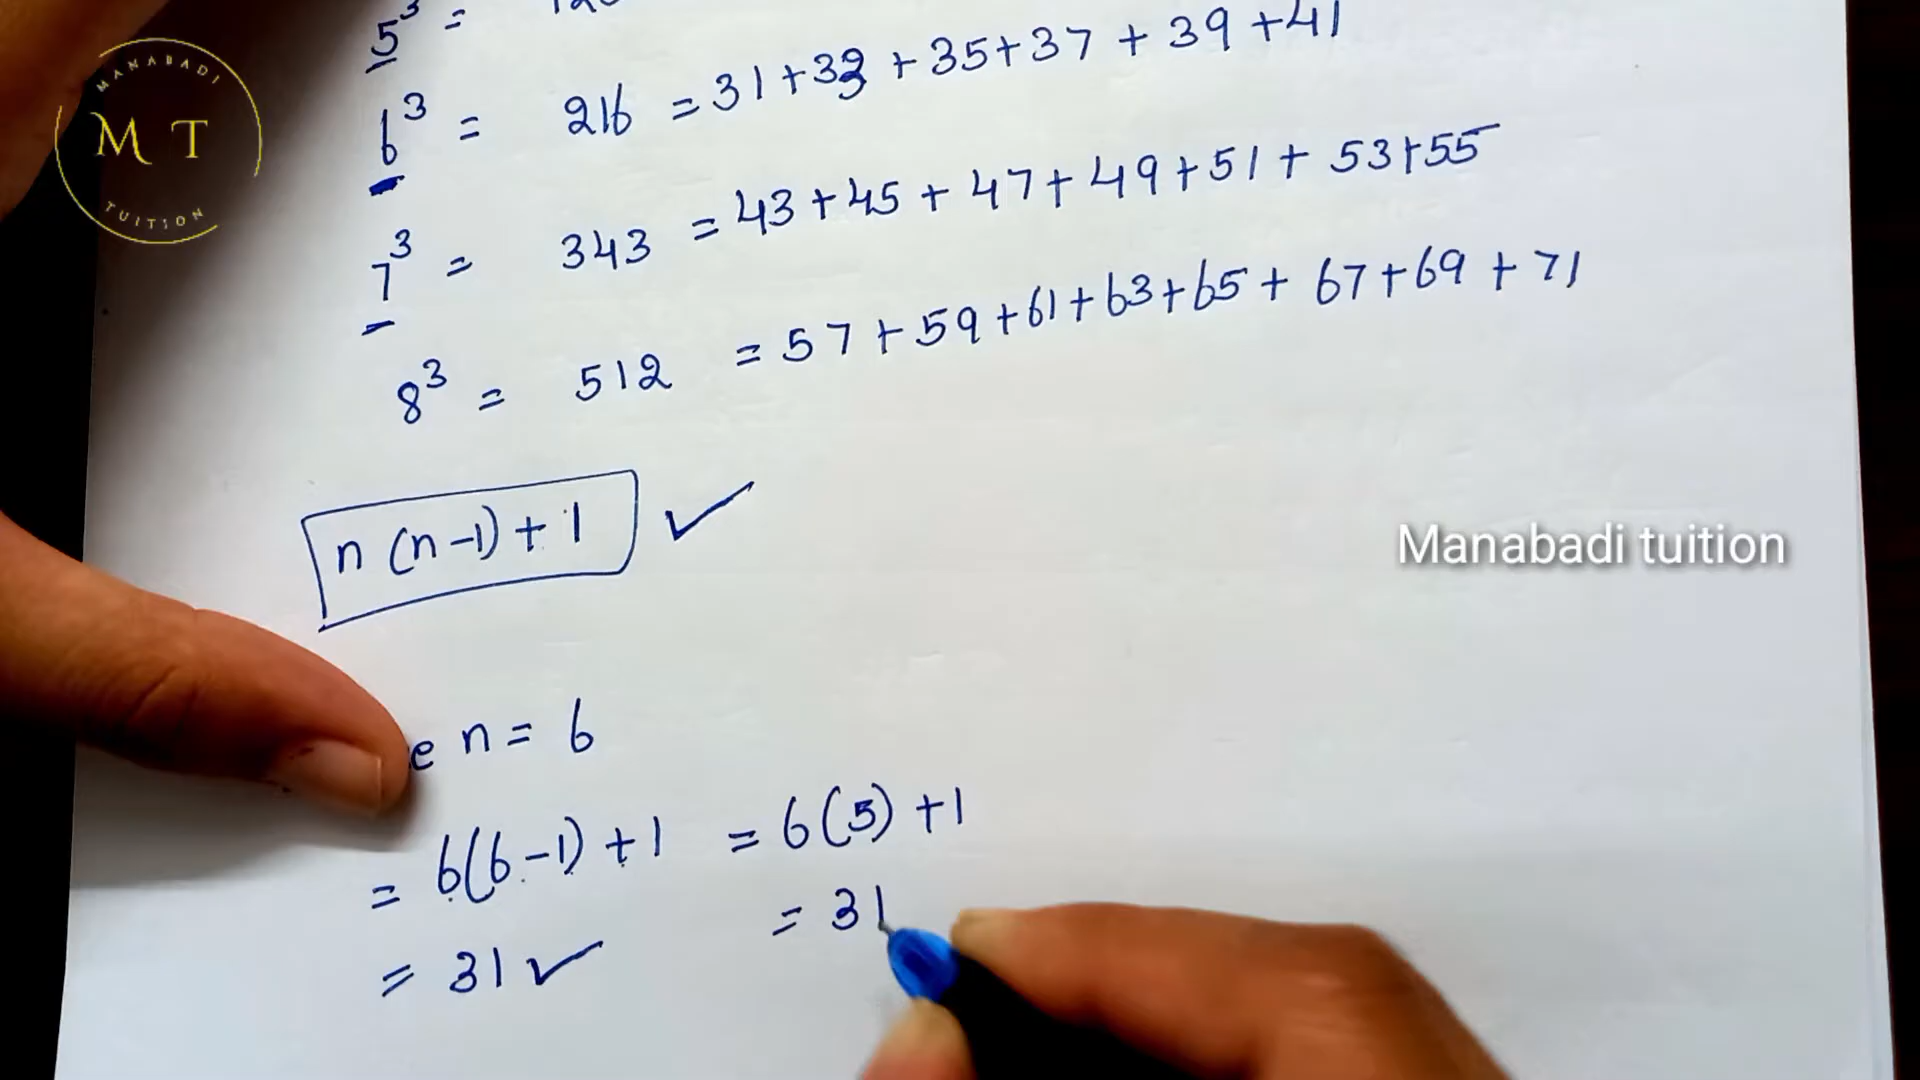 MANABADI
M T
TUITION
5³ =
6³ = 216 = 31+33+35+37+39+41
7³ = 343 = 43+45+47+49+51+53+55
8³ = 512 = 57+59+61+63+65+67+69+71
n(n-1)+1 ✓
Manabadi tuition
e n = 6
= 6(6-1)+1 = 6(5)+1
= 31 ✓ = 31